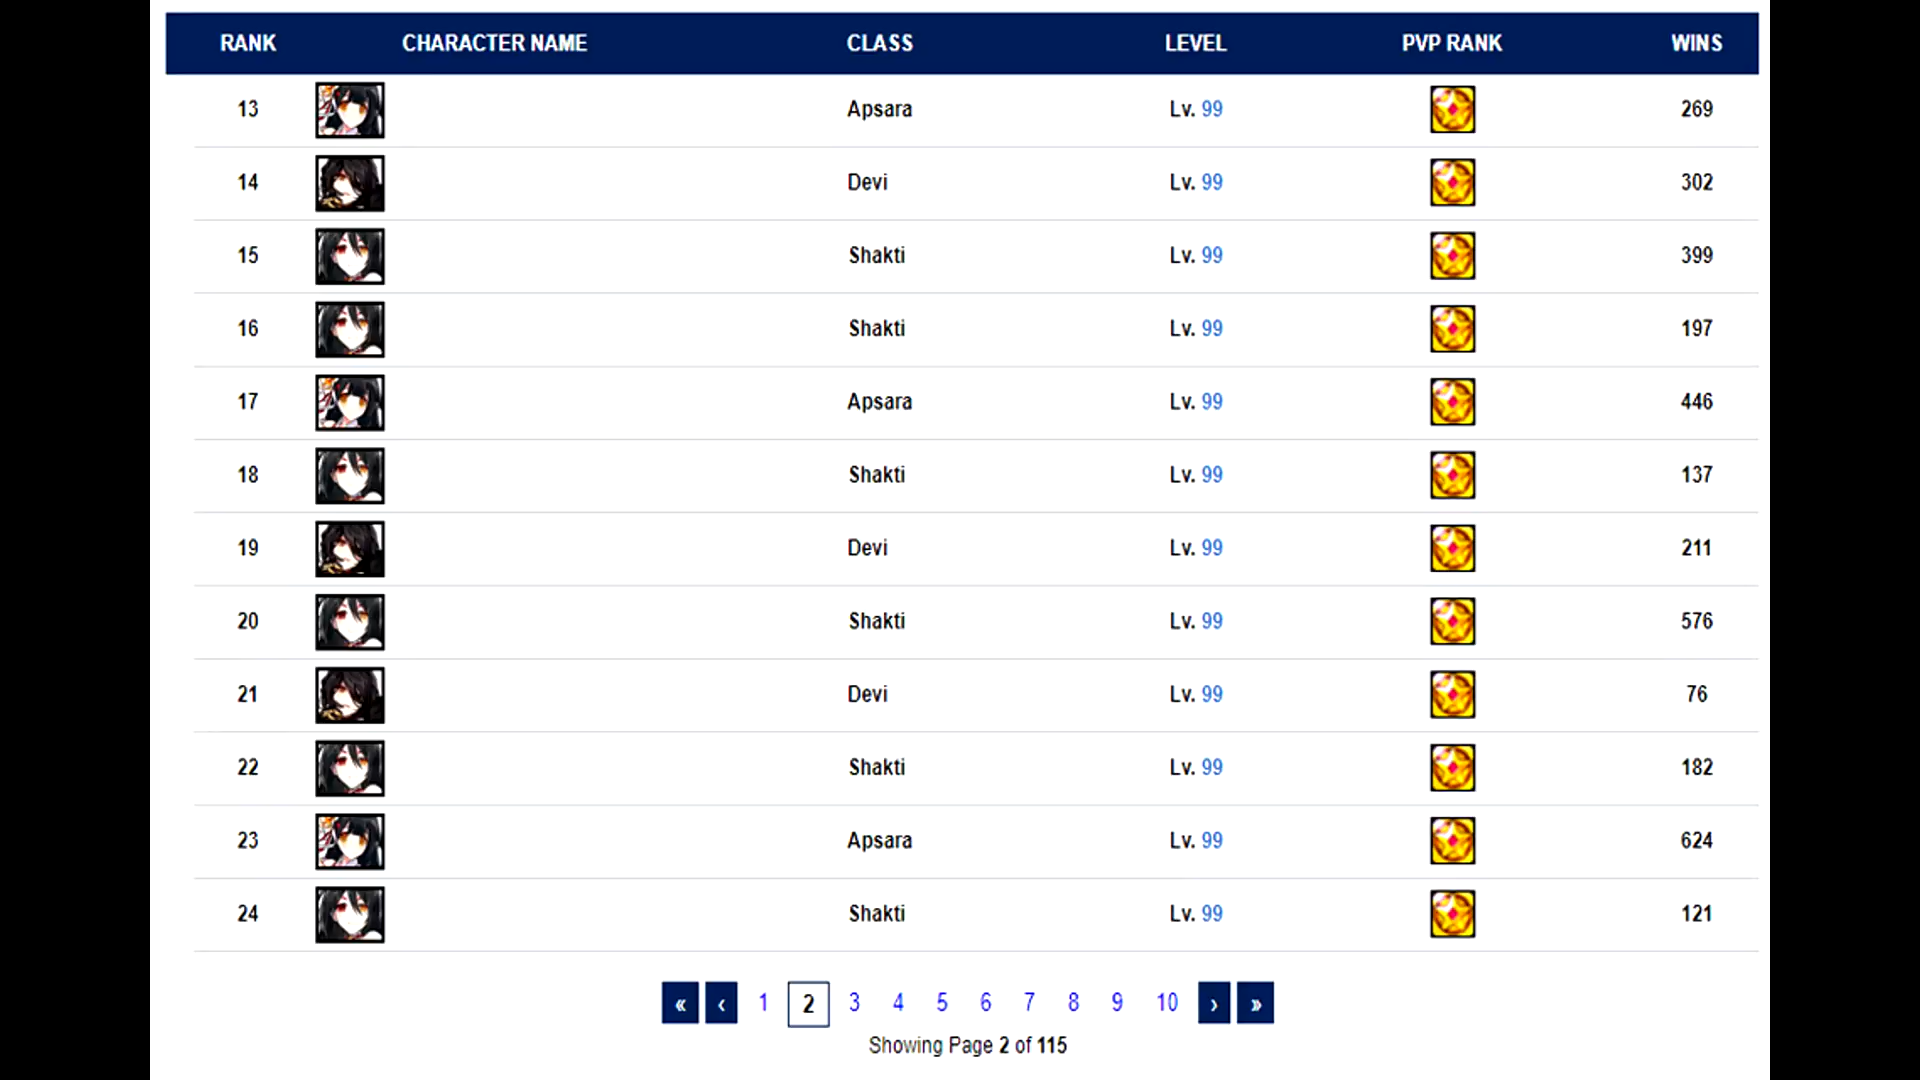 RANK CHARACTER NAME CLASS LEVEL PVP RANK WINS
13 Apsara Lv. 99 269
14 Devi Lv. 99 302
15 Shakti Lv. 99 399
16 Shakti Lv. 99 197
17 Apsara Lv. 99 446
18 Shakti Lv. 99 137
19 Devi Lv. 99 211
20 Shakti Lv. 99 576
21 Devi Lv. 99 76
22 Shakti Lv. 99 182
23 Apsara Lv. 99 624
24 Shakti Lv. 99 121
« ‹ 1 2 3 4 5 6 7 8 9 10 › »
Showing Page 2 of 115